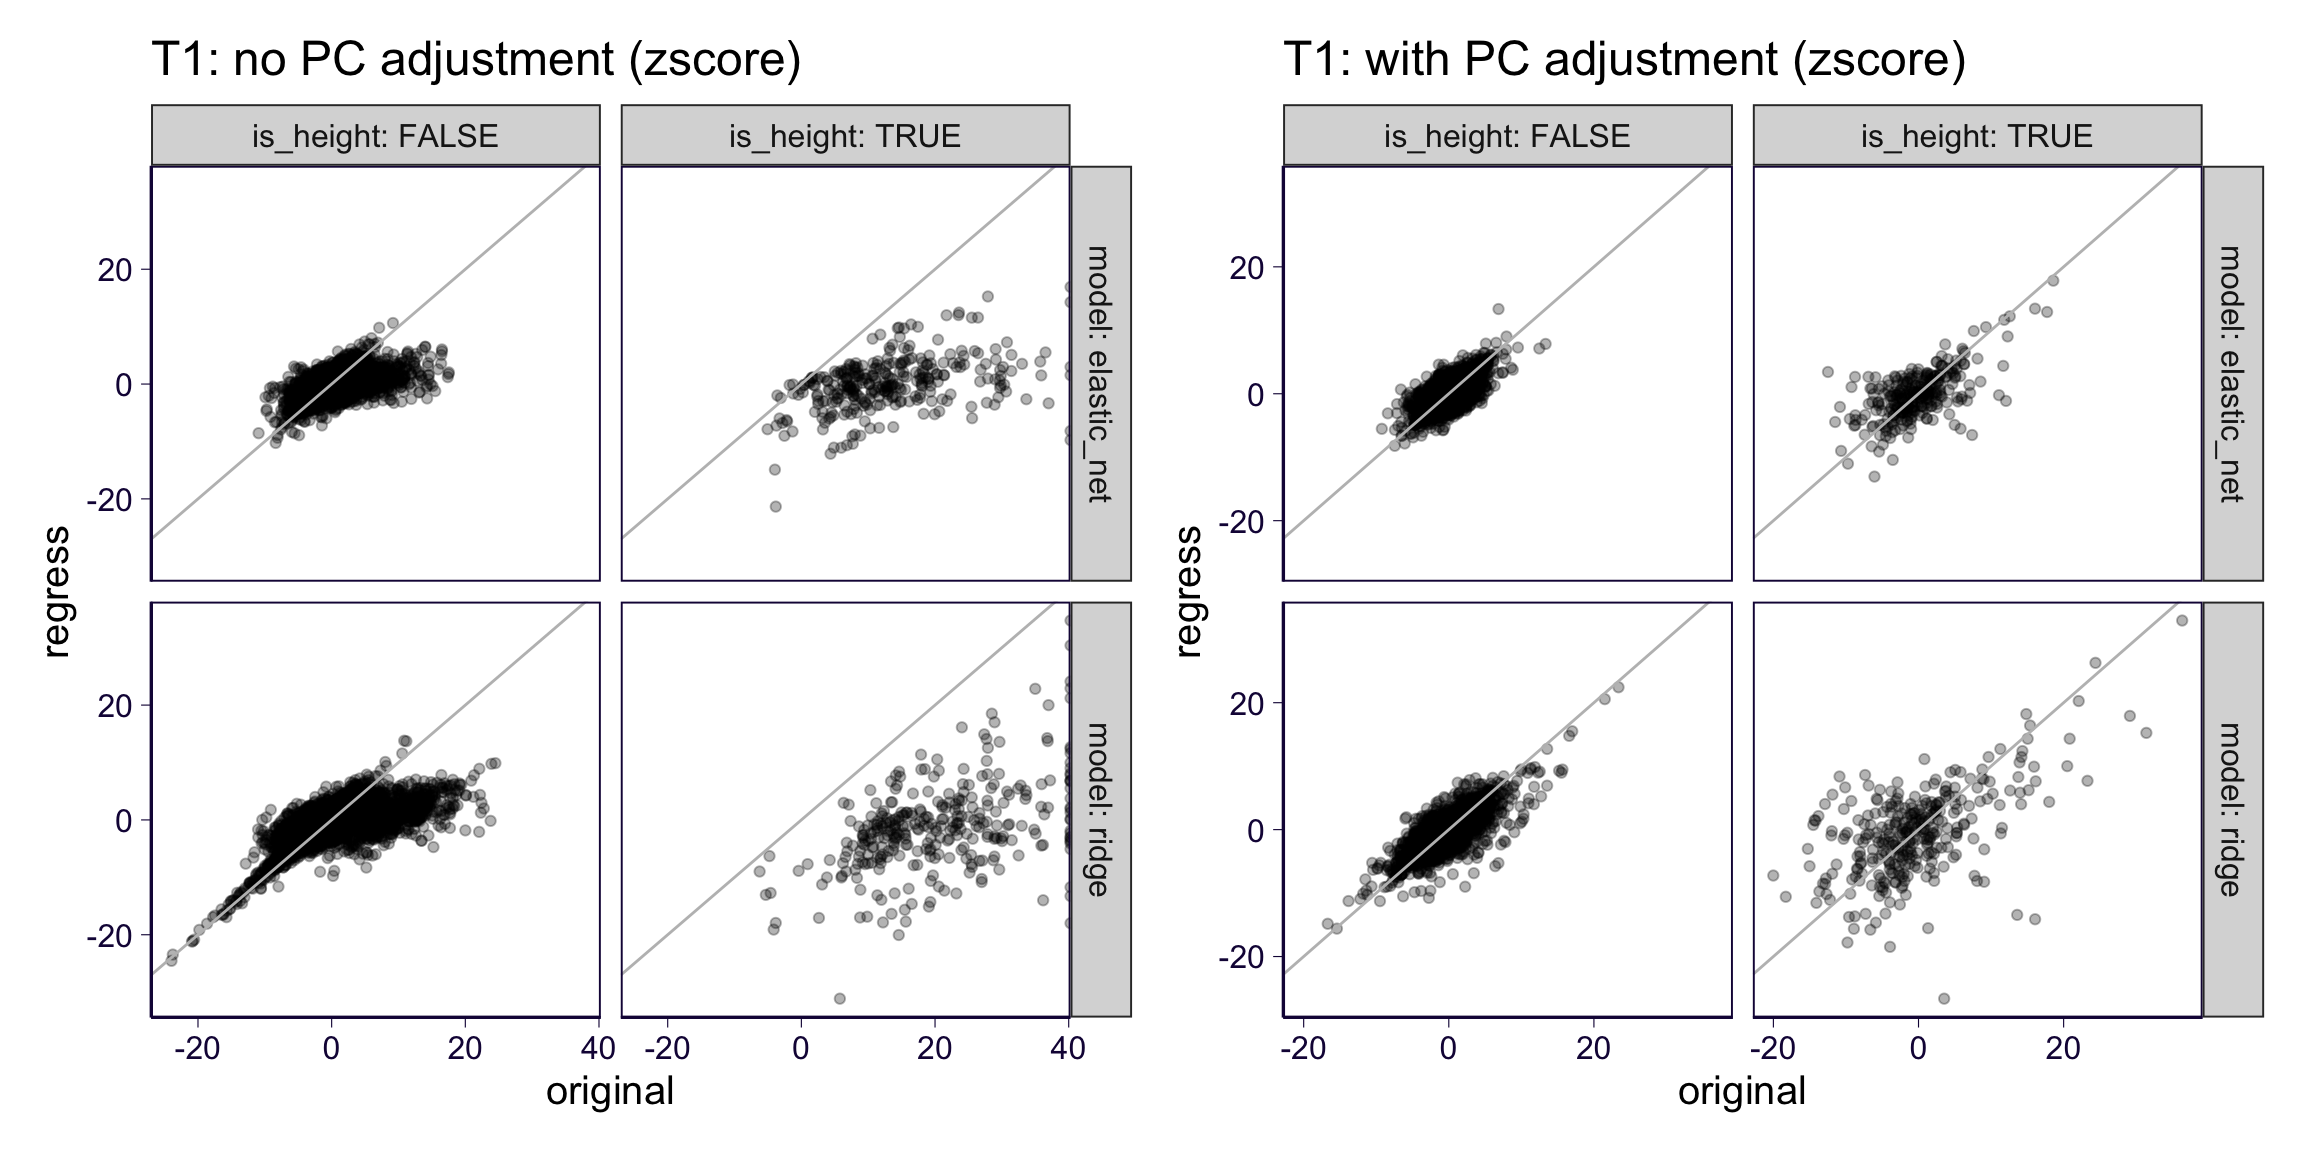 T1: no PC adjustment (zscore)
is_height: FALSE
is_height: TRUE
20
0
-20
model: elastic_net
20
0
-20
model: ridge
-20
0
20
40
-20
0
20
40
regress
original
T1: with PC adjustment (zscore)
is_height: FALSE
is_height: TRUE
20
0
-20
model: elastic_net
20
0
-20
model: ridge
-20
0
20
-20
0
20
regress
original